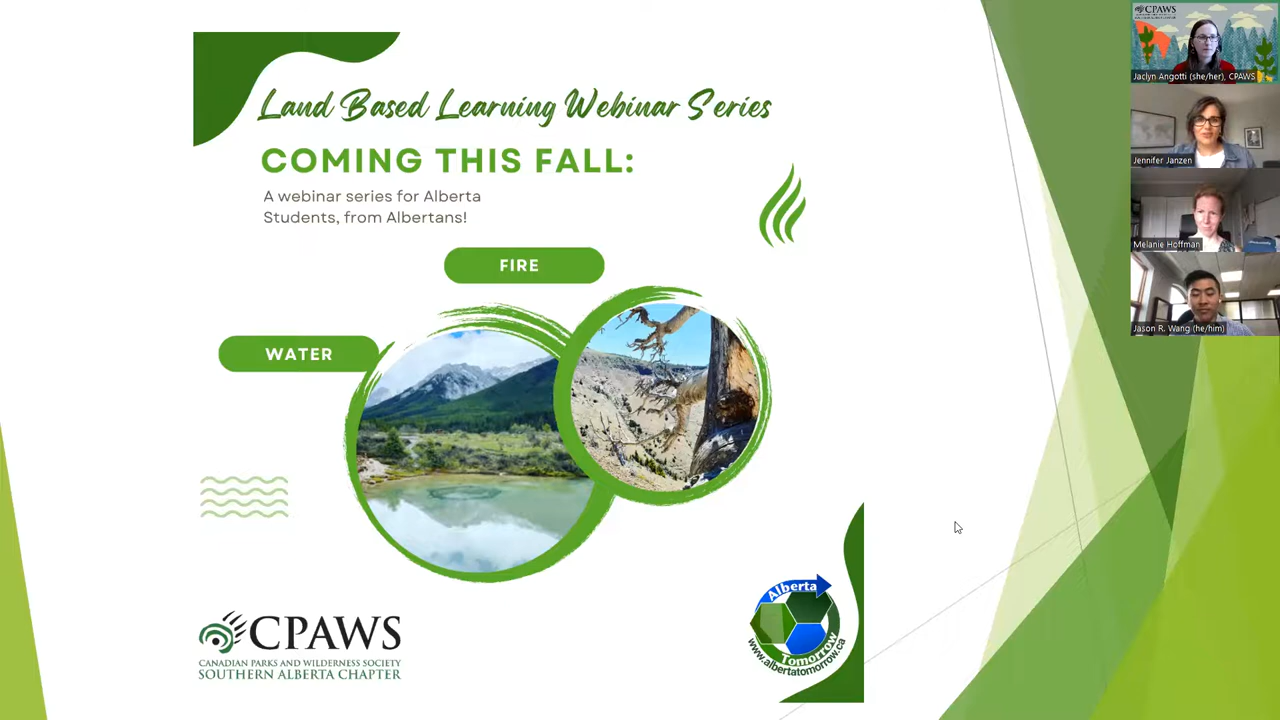 Land Based Learning Webinar Series
COMING THIS FALL:
A webinar series for Alberta
Students, from Albertans!
FIRE
WATER
CPAWS
CANADIAN PARKS AND WILDERNESS SOCIETY
SOUTHERN ALBERTA CHAPTER
Alberta
Tomorrow
www.albertatomorrow.ca
CPAWS
Jaclyn Angotti (she/her), CPAWS
Jennifer Janzen
Melanie Hoffman
Jason R. Wang (he/him)